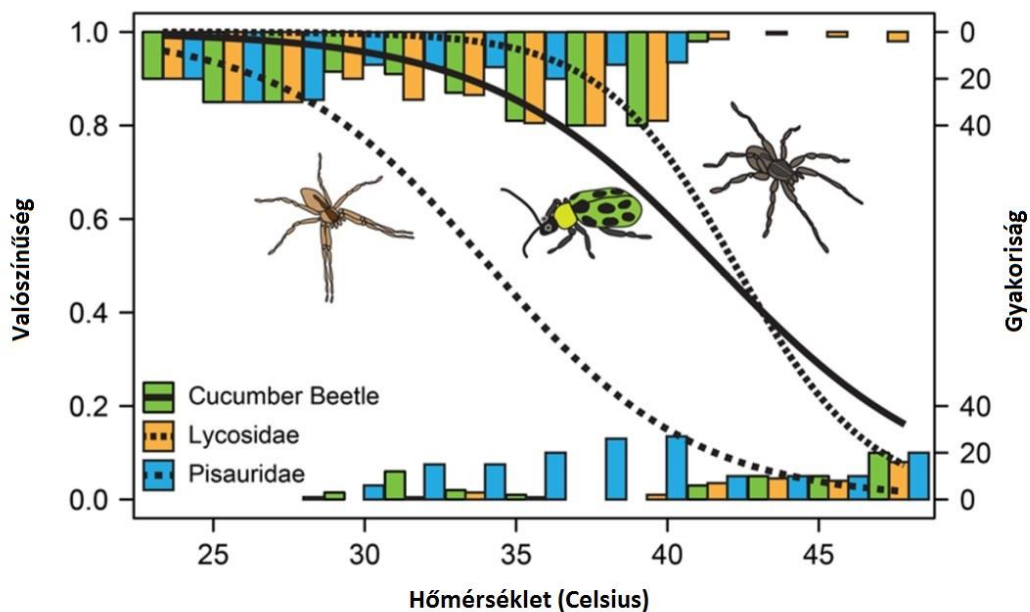 1.0
0.8
0.6
0.4
0.2
0.0
Valószínűség
0
20
40
40
20
0
Gyakoriság
Cucumber Beetle
Lycosidae
Pisauridae
25 30 35 40 45
Hőmérséklet (Celsius)